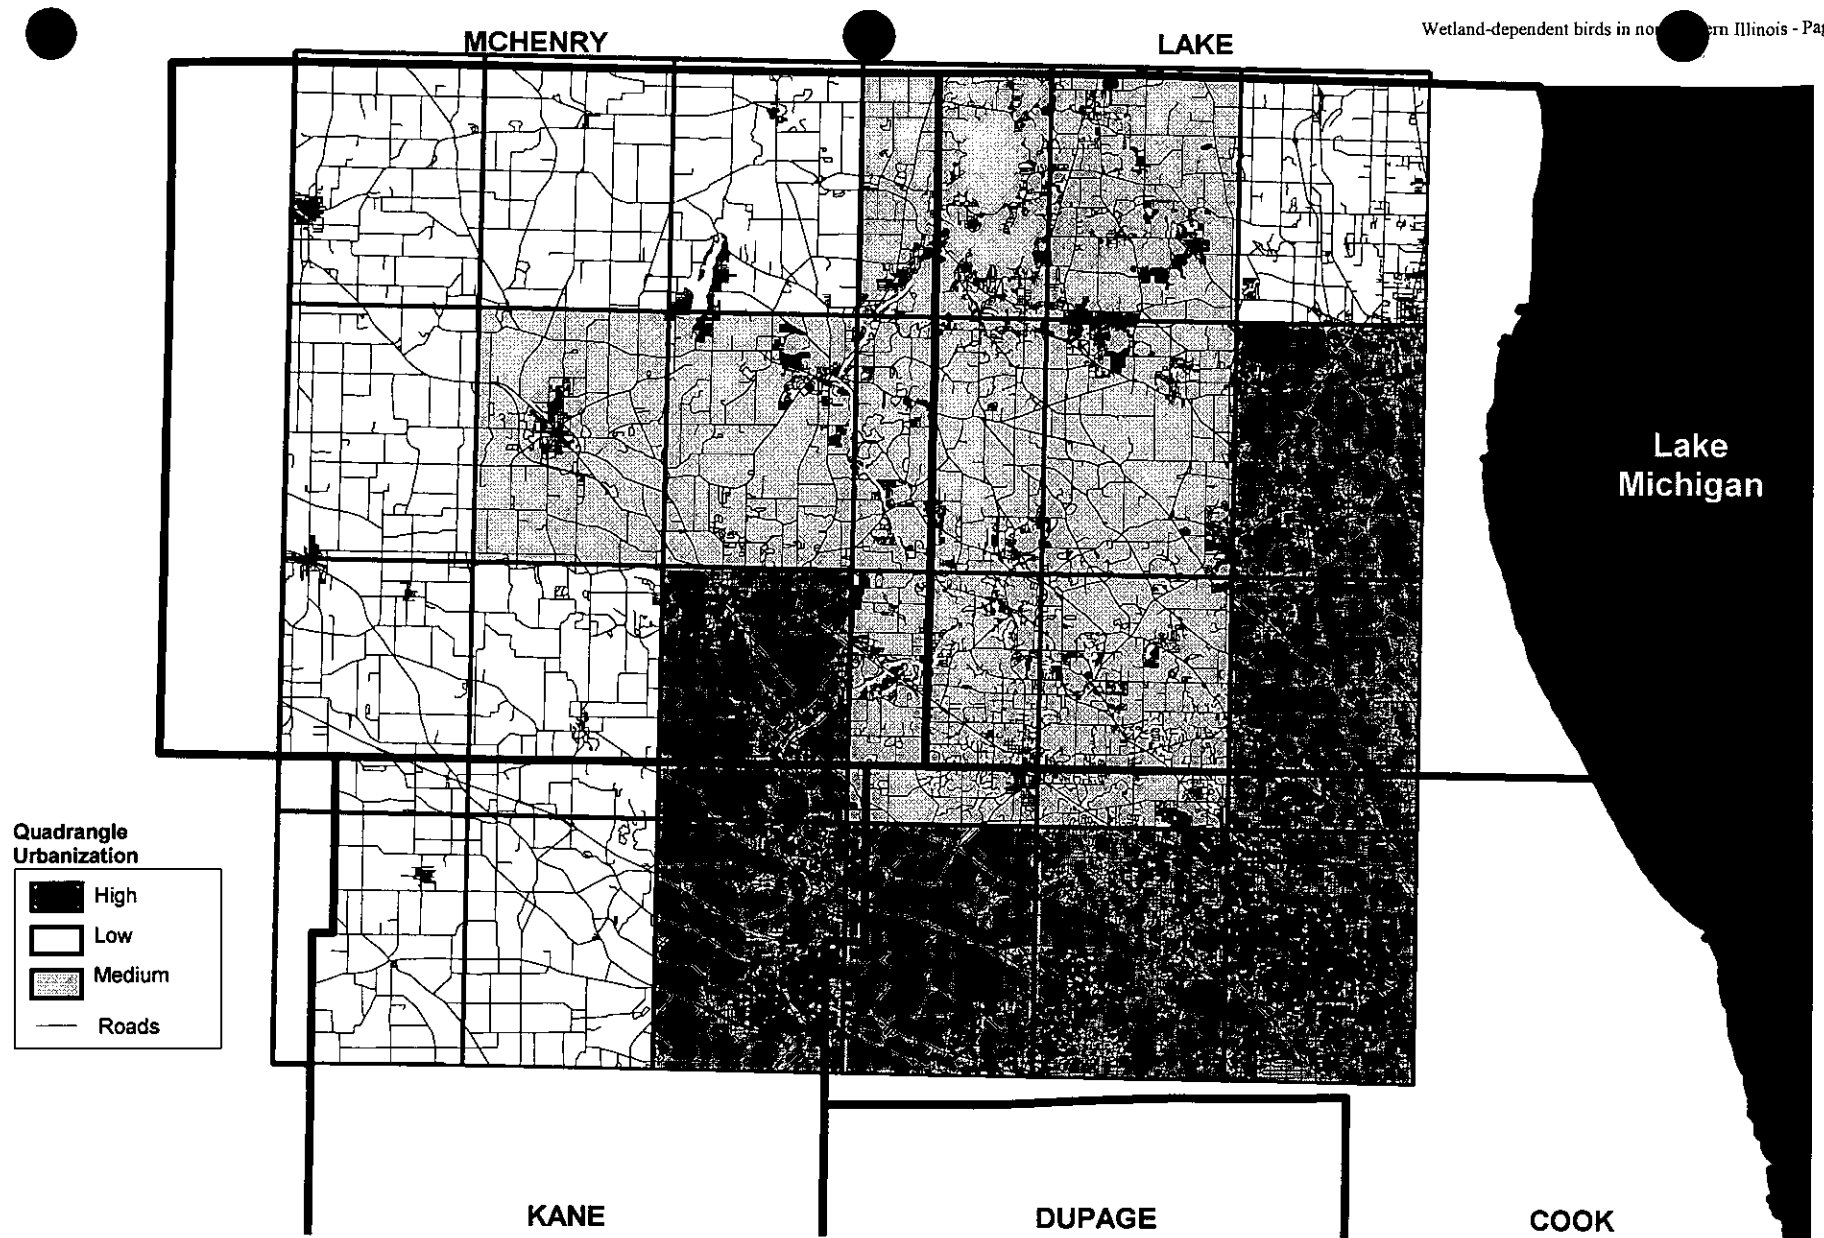 Wetland-dependent birds in no ern Illinois - Pa
MCHENRY
LAKE
Lake
Michigan
Quadrangle
Urbanization
High
Low
Medium
Roads
KANE
DUPAGE
COOK